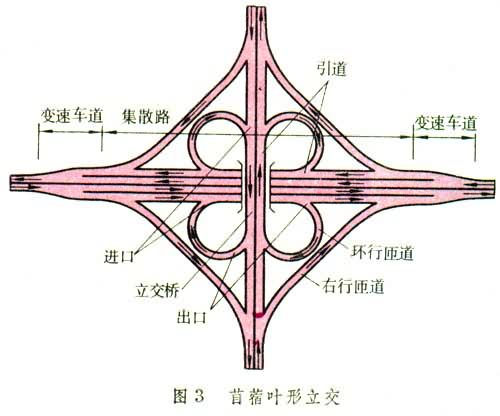 引道
变速车道
集散路
变速车道
进口
立交桥
出口
环行匝道
右行匝道
图 3 苜蓿叶形立交